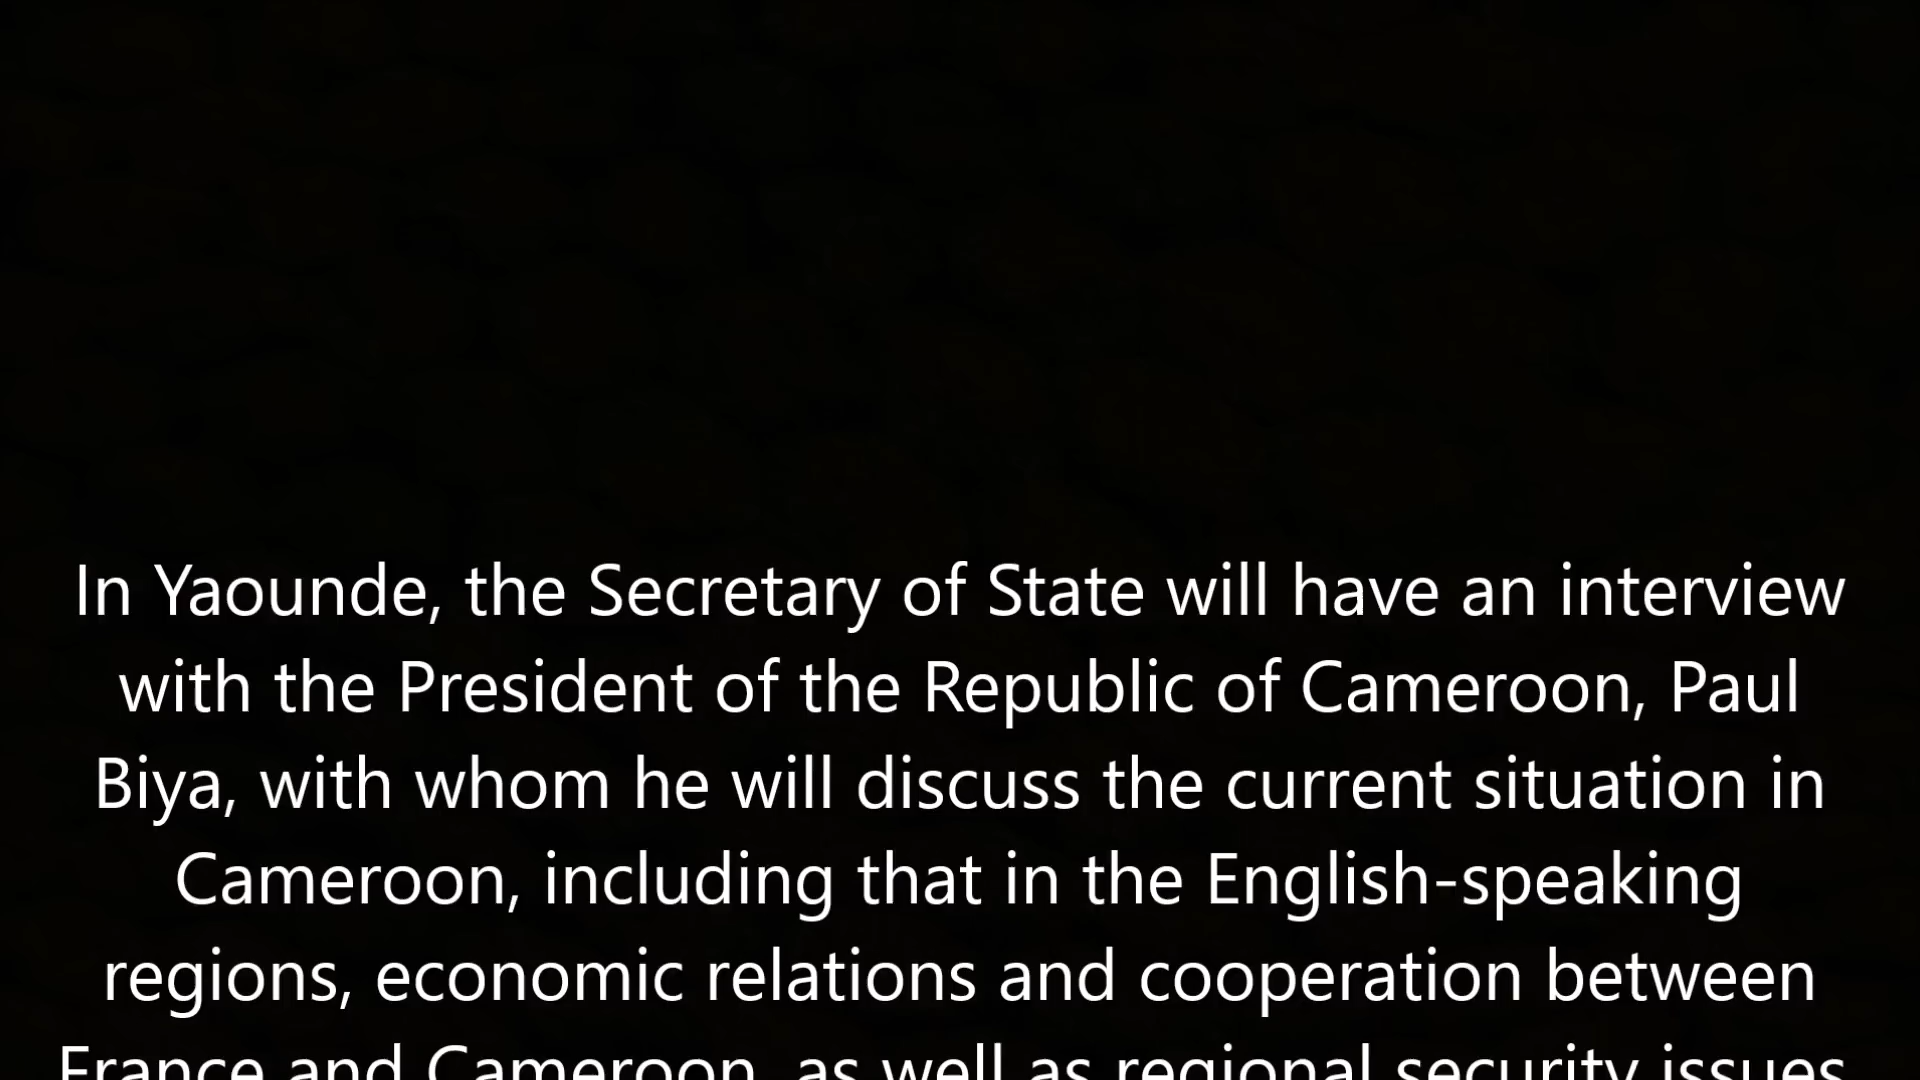 In Yaounde, the Secretary of State will have an interview
with the President of the Republic of Cameroon, Paul
Biya, with whom he will discuss the current situation in
Cameroon, including that in the English-speaking
regions, economic relations and cooperation between
France and Cameroon, as well as regional security issues